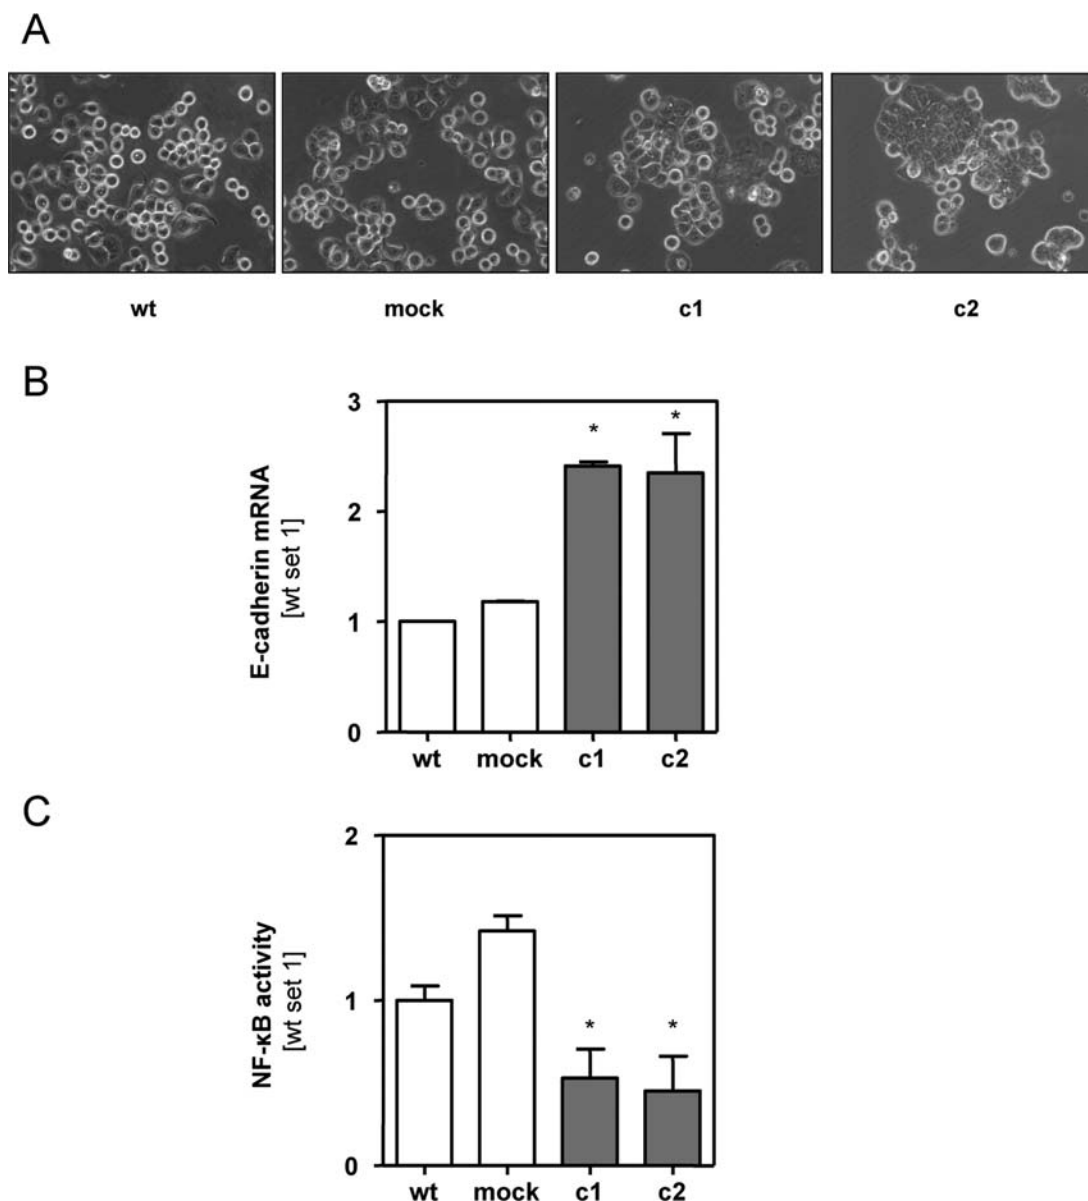 A
wt mock c1 c2
B
E-cadherin mRNA
[wt set 1]
3
2
1
0
* *
wt mock c1 c2
C
NF-κB activity
[wt set 1]
2
1
0
* *
wt mock c1 c2